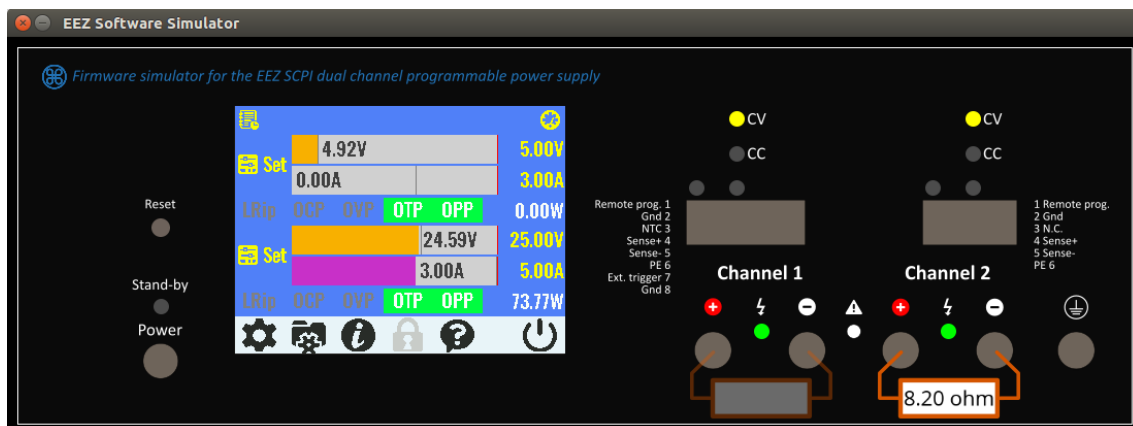 EEZ Software Simulator
Firmware simulator for the EEZ SCPI dual channel programmable power supply
4.92V
5.00V
Set
0.00A
3.00A
LRip OCP OVP OTP OPP 0.00W
24.59V
25.00V
Set
3.00A
5.00A
LRip OCP OVP OTP OPP 73.77W
Reset
Stand-by
Power
CV
CC
Remote prog. 1
Gnd 2
NTC 3
Sense+ 4
Sense- 5
PE 6
Ext. trigger 7
Gnd 8
Channel 1
CV
CC
1 Remote prog.
2 Gnd
3 N.C.
4 Sense+
5 Sense-
PE 6
Channel 2
8.20 ohm